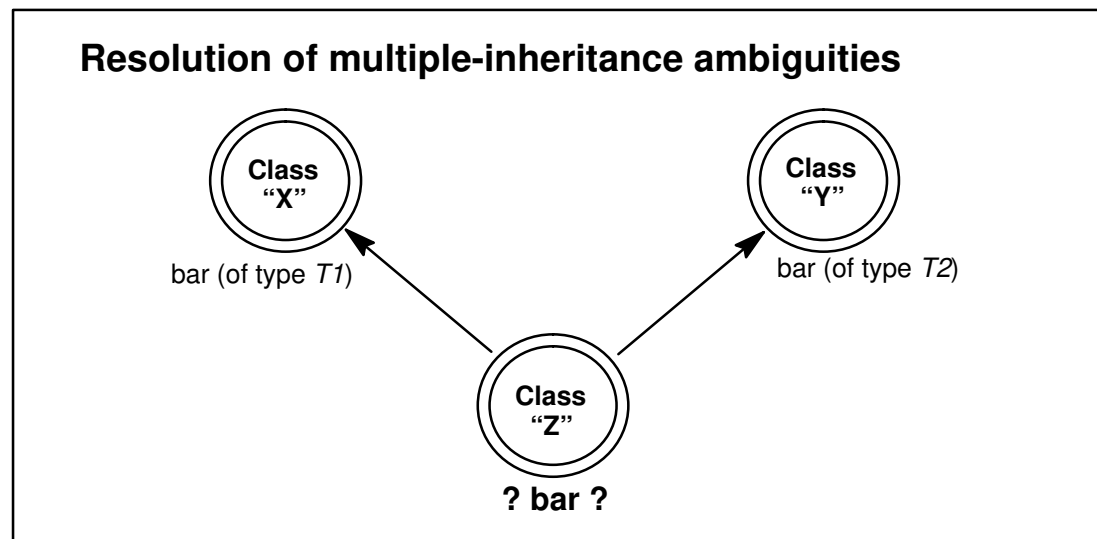 Resolution of multiple-inheritance ambiguities
Class
“X”
Class
“Y”
bar (of type T1)
bar (of type T2)
Class
“Z”
? bar ?